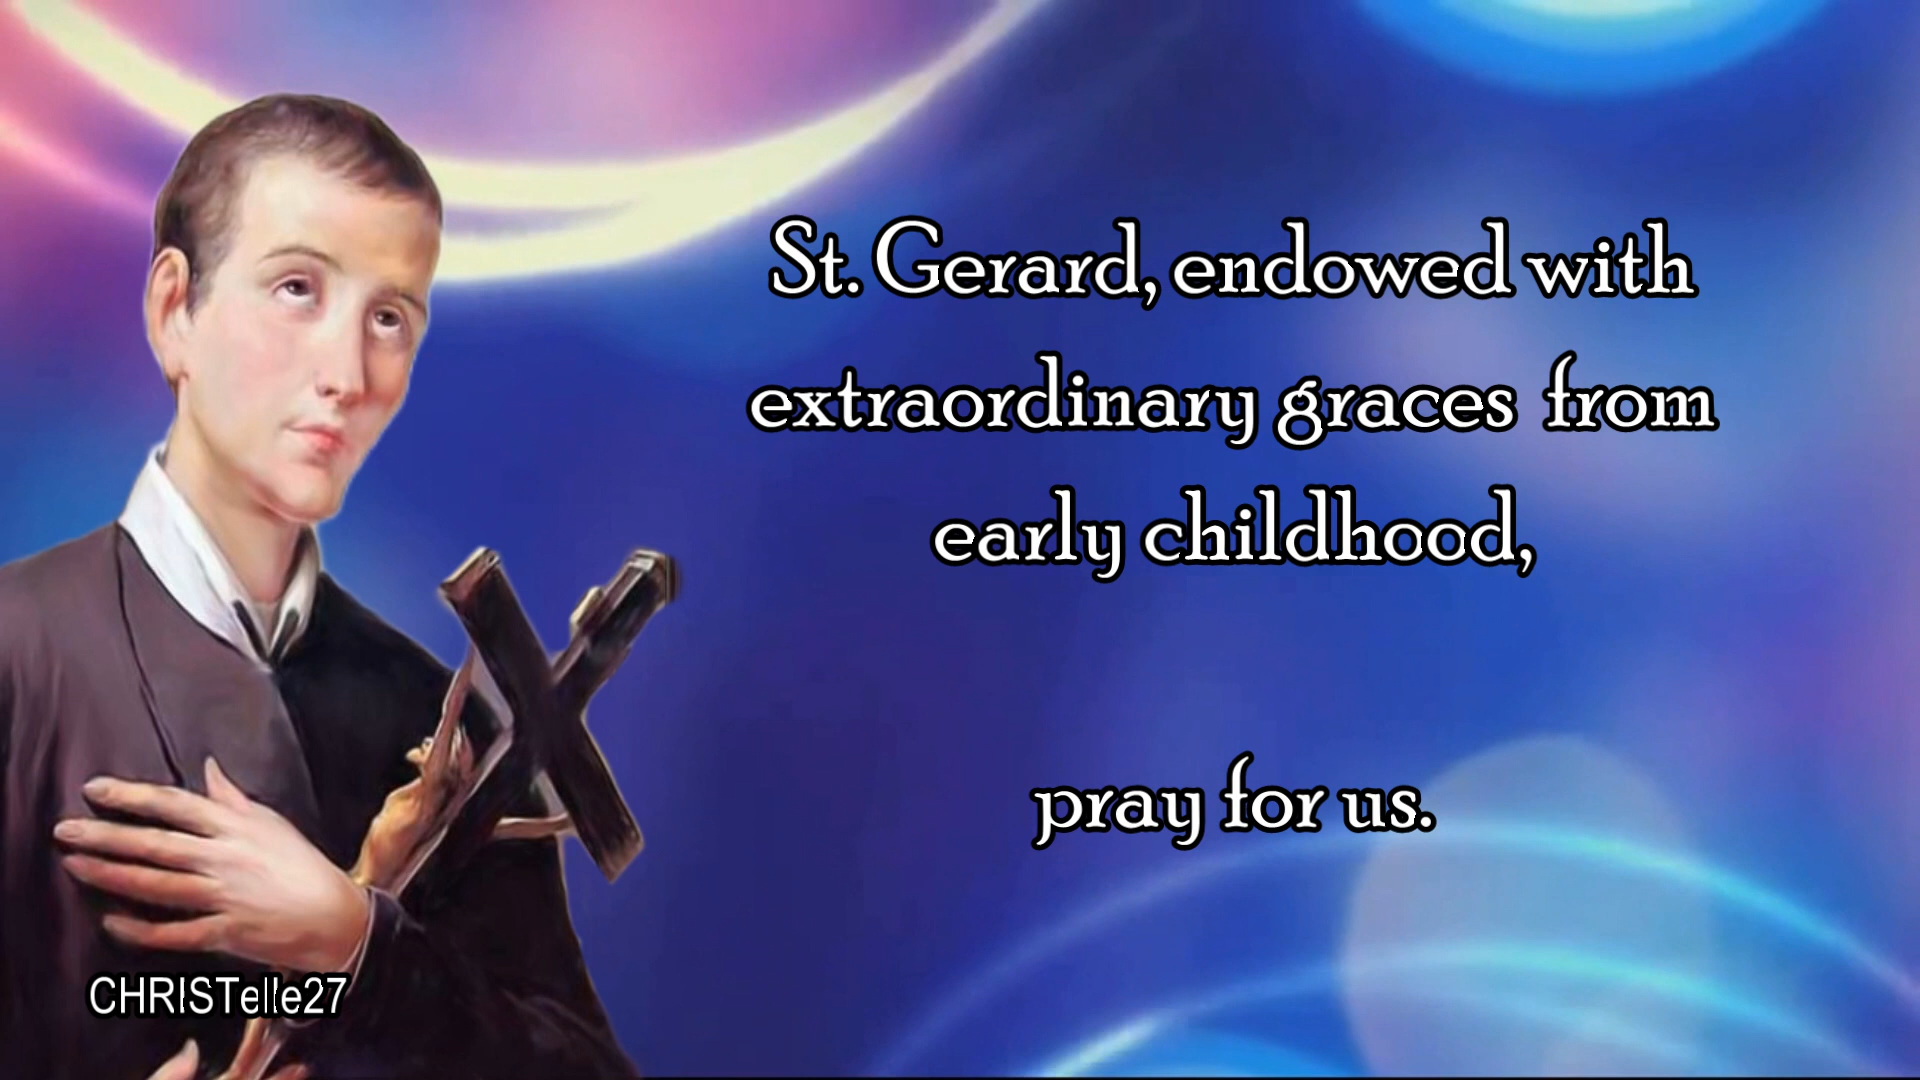 St. Gerard, endowed with
extraordinary graces from
early childhood,
pray for us.
CHRISTelle27